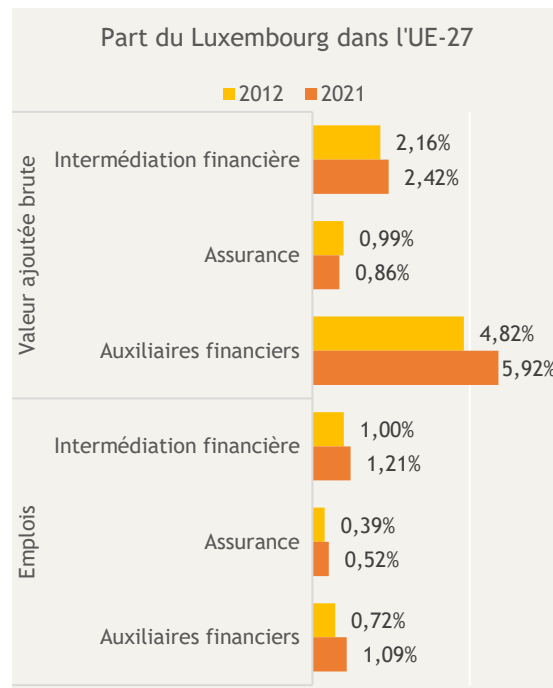 Part du Luxembourg dans l'UE-27
2012 2021
Valeur ajoutée brute
Intermédiation financière
2,16%
2,42%
Assurance
0,99%
0,86%
Auxiliaires financiers
4,82%
5,92%
Emplois
Intermédiation financière
1,00%
1,21%
Assurance
0,39%
0,52%
Auxiliaires financiers
0,72%
1,09%